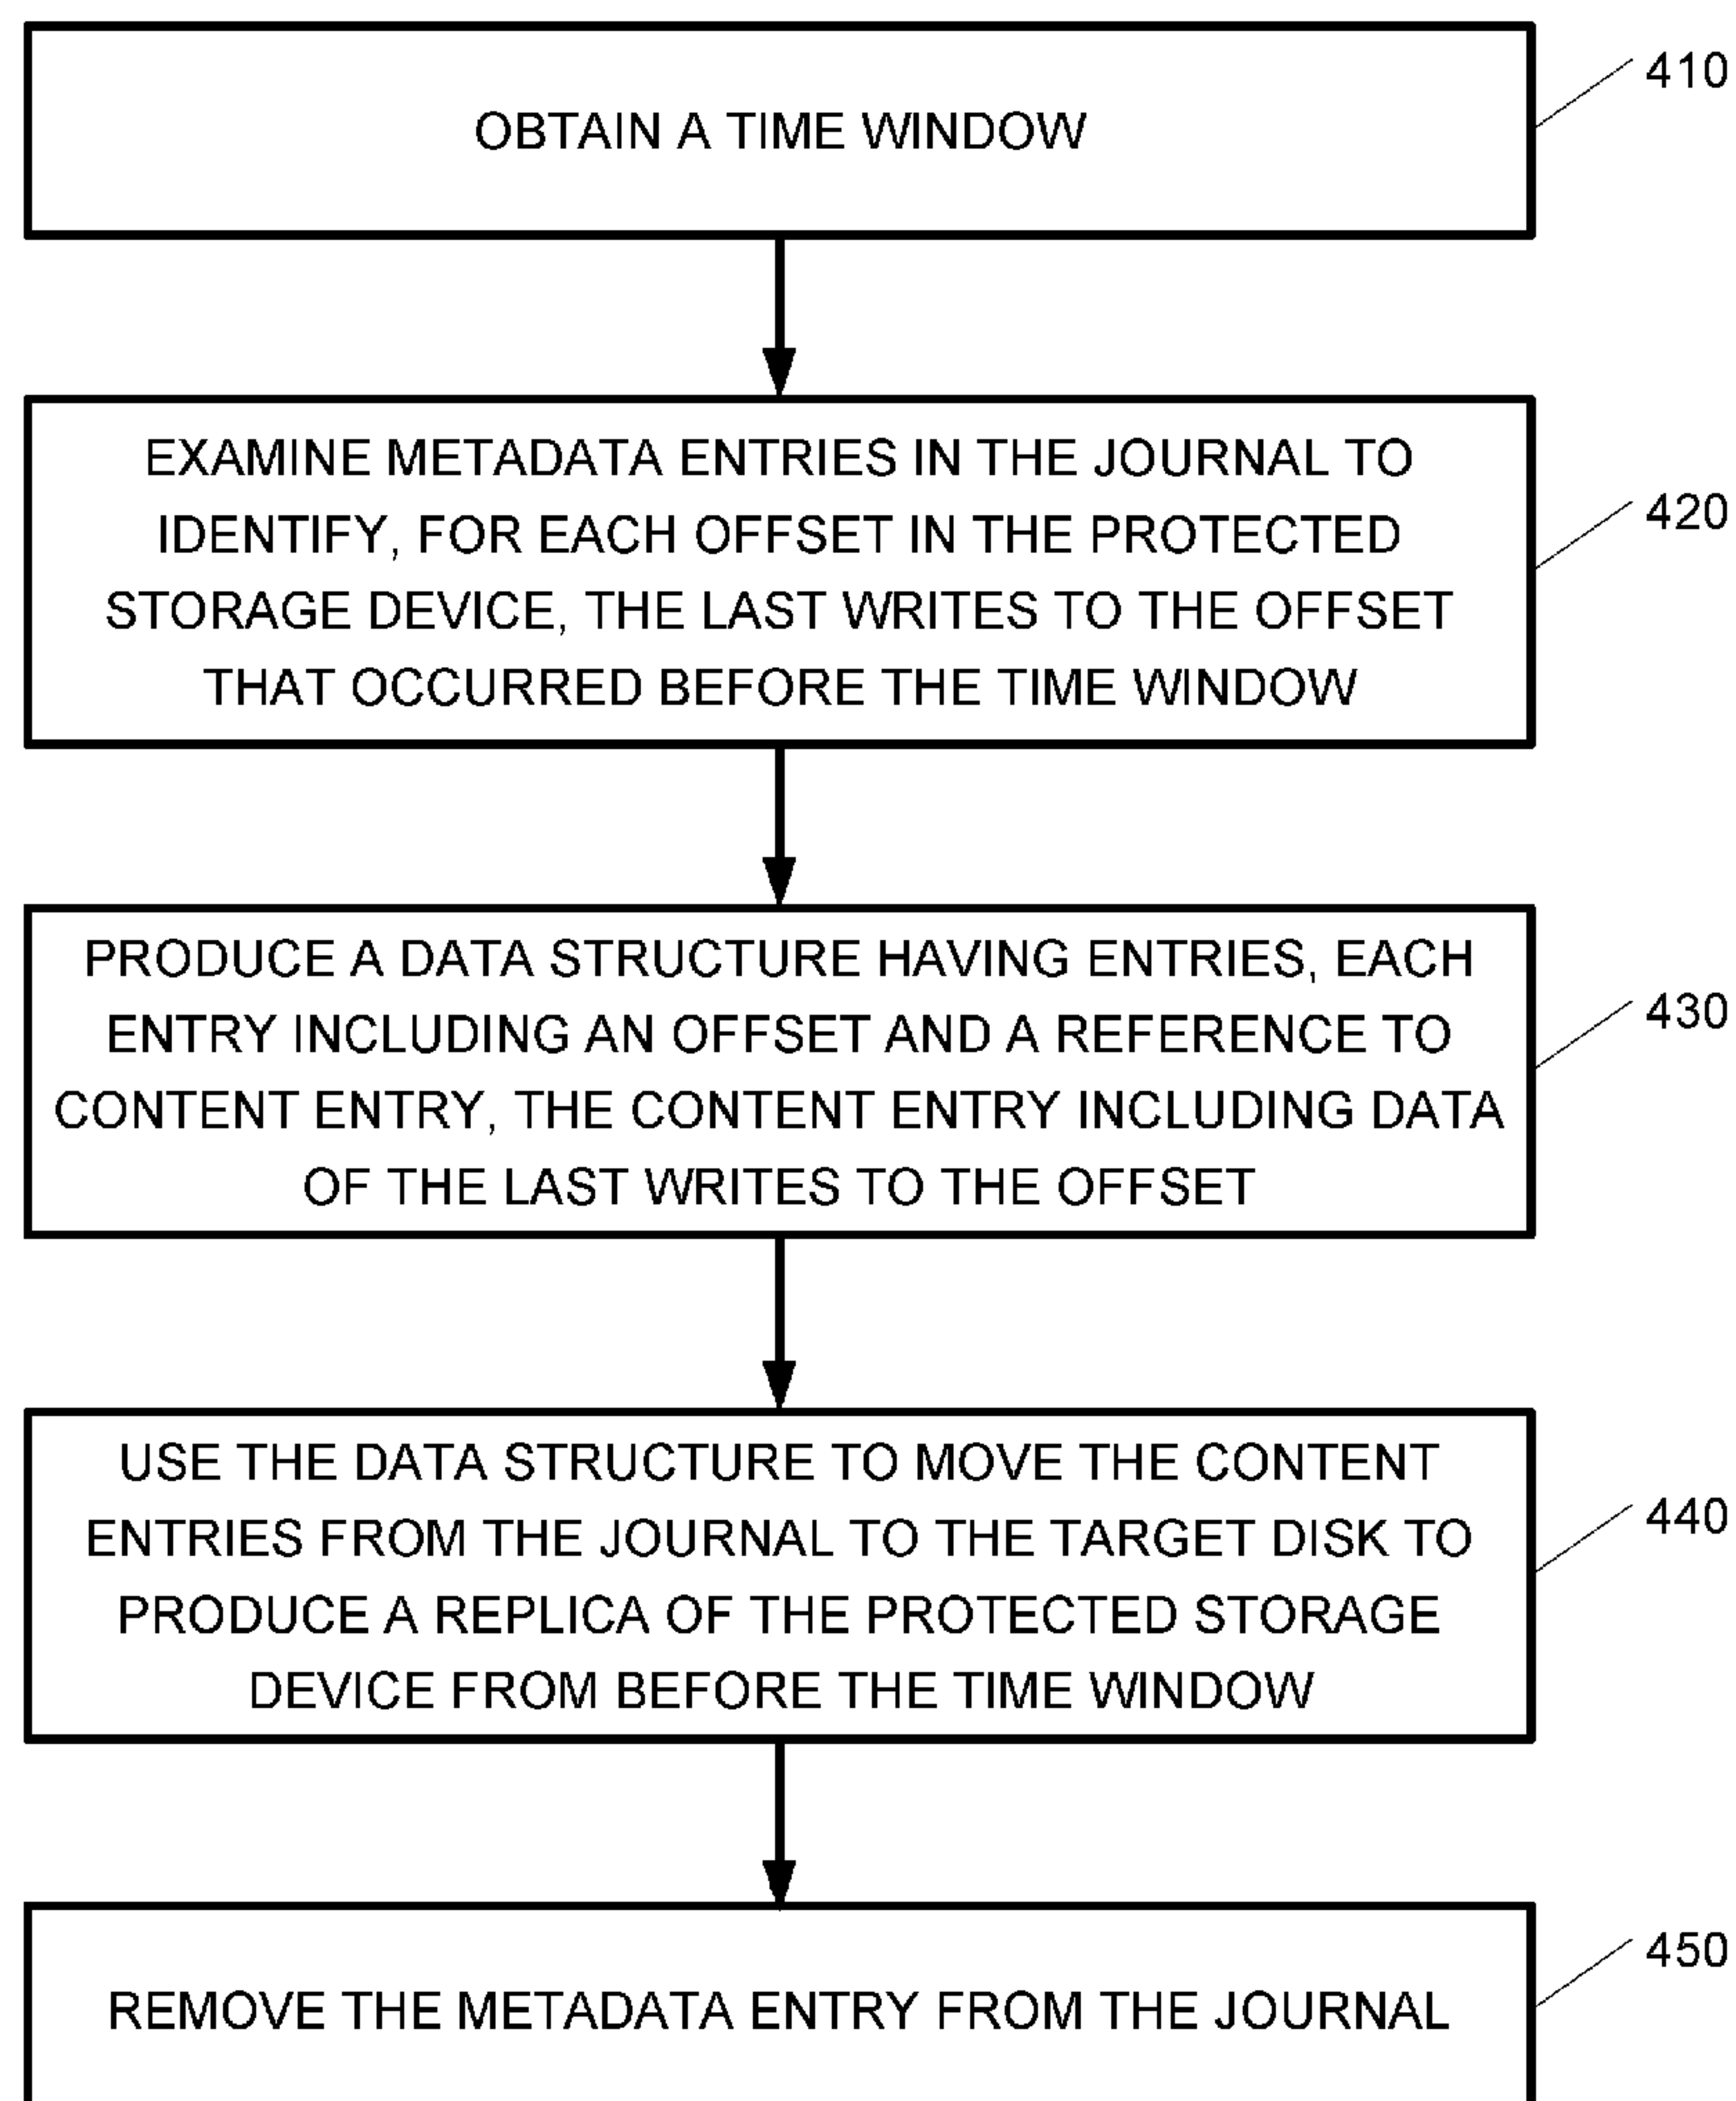 OBTAIN A TIME WINDOW
410
EXAMINE METADATA ENTRIES IN THE JOURNAL TO
IDENTIFY, FOR EACH OFFSET IN THE PROTECTED
STORAGE DEVICE, THE LAST WRITES TO THE OFFSET
THAT OCCURRED BEFORE THE TIME WINDOW
420
PRODUCE A DATA STRUCTURE HAVING ENTRIES, EACH
ENTRY INCLUDING AN OFFSET AND A REFERENCE TO
CONTENT ENTRY, THE CONTENT ENTRY INCLUDING DATA
OF THE LAST WRITES TO THE OFFSET
430
USE THE DATA STRUCTURE TO MOVE THE CONTENT
ENTRIES FROM THE JOURNAL TO THE TARGET DISK TO
PRODUCE A REPLICA OF THE PROTECTED STORAGE
DEVICE FROM BEFORE THE TIME WINDOW
440
REMOVE THE METADATA ENTRY FROM THE JOURNAL
450